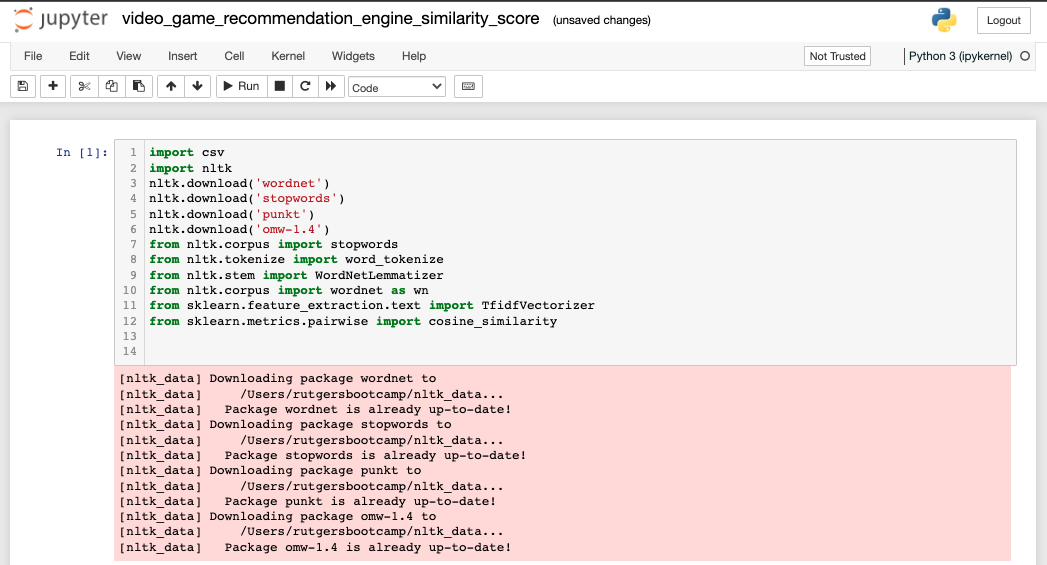 jupyter video_game_recommendation_engine_similarity_score (unsaved changes) Logout
File Edit View Insert Cell Kernel Widgets Help Not Trusted Python 3 (ipykernel)
Run Code
In [1]:
1 import csv
2 import nltk
3 nltk.download('wordnet')
4 nltk.download('stopwords')
5 nltk.download('punkt')
6 nltk.download('omw-1.4')
7 from nltk.corpus import stopwords
8 from nltk.tokenize import word_tokenize
9 from nltk.stem import WordNetLemmatizer
10 from nltk.corpus import wordnet as wn
11 from sklearn.feature_extraction.text import TfidfVectorizer
12 from sklearn.metrics.pairwise import cosine_similarity
13
14
[nltk_data] Downloading package wordnet to
[nltk_data]     /Users/rutgersbootcamp/nltk_data...
[nltk_data]   Package wordnet is already up-to-date!
[nltk_data] Downloading package stopwords to
[nltk_data]     /Users/rutgersbootcamp/nltk_data...
[nltk_data]   Package stopwords is already up-to-date!
[nltk_data] Downloading package punkt to
[nltk_data]     /Users/rutgersbootcamp/nltk_data...
[nltk_data]   Package punkt is already up-to-date!
[nltk_data] Downloading package omw-1.4 to
[nltk_data]     /Users/rutgersbootcamp/nltk_data...
[nltk_data]   Package omw-1.4 is already up-to-date!